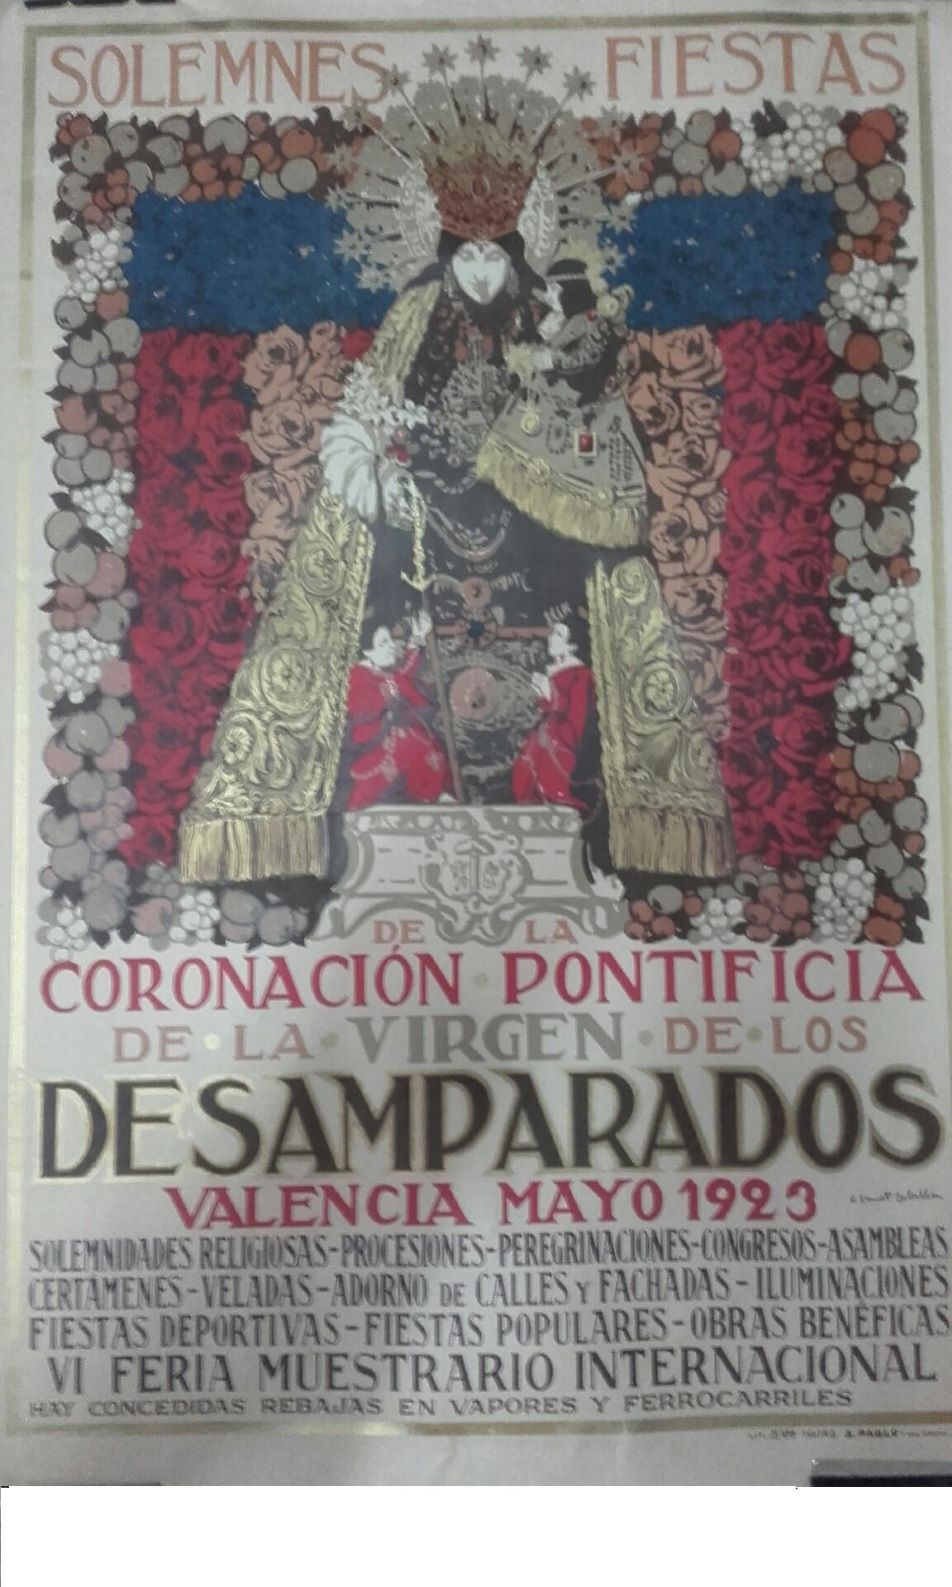 SOLEMNES FIESTAS
DE LA
CORONACIÓN PONTIFICIA
DE·LA·VIRGEN·DE·LOS
DESAMPARADOS
VALENCIA MAYO 1923
SOLEMNIDADES RELIGIOSAS-PROCESIONES-PEREGRINACIONES-CONGRESOS-ASAMBLEAS
CERTAMENES-VELADAS-ADORNO DE CALLES Y FACHADAS-ILUMINACIONES
FIESTAS DEPORTIVAS-FIESTAS POPULARES-OBRAS BENÉFICAS
VI FERIA MUESTRARIO INTERNACIONAL
HAY CONCEDIDAS REBAJAS EN VAPORES Y FERROCARRILES